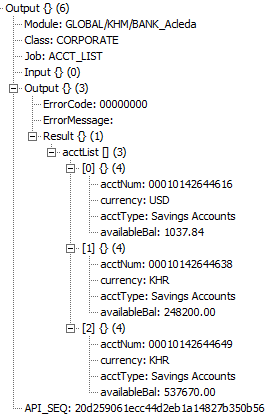 Output {} (6)
Module: GLOBAL/KHM/BANK_Acleda
Class: CORPORATE
Job: ACCT_LIST
Input {} (0)
Output {} (3)
ErrorCode: 00000000
ErrorMessage:
Result {} (1)
acctList [] (3)
[0] {} (4)
acctNum: 00010142644616
currency: USD
acctType: Savings Accounts
availableBal: 1037.84
[1] {} (4)
acctNum: 00010142644638
currency: KHR
acctType: Savings Accounts
availableBal: 248200.00
[2] {} (4)
acctNum: 00010142644649
currency: KHR
acctType: Savings Accounts
availableBal: 537670.00
API_SEQ: 20d259061ecc44d2eb1a14827b350b56